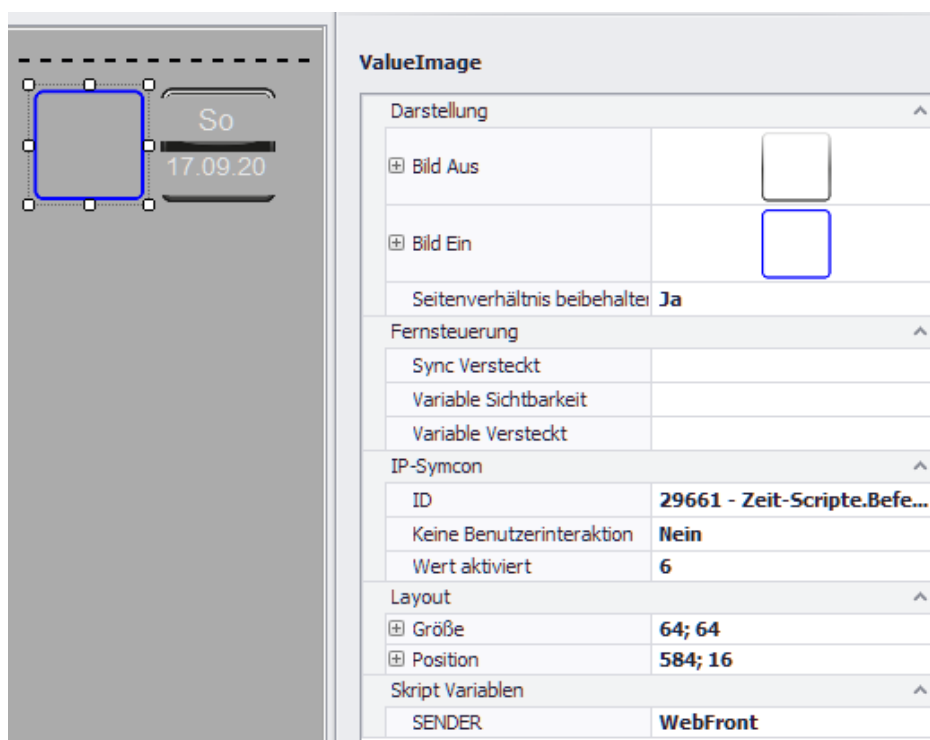 So
17.09.20
ValueImage
Darstellung
Bild Aus
Bild Ein
Seitenverhältnis beibehalten Ja
Fernsteuerung
Sync Versteckt
Variable Sichtbarkeit
Variable Versteckt
IP-Symcon
ID 29661 - Zeit-Scripte.Befe...
Keine Benutzerinteraktion Nein
Wert aktiviert 6
Layout
Größe 64; 64
Position 584; 16
Skript Variablen
SENDER WebFront